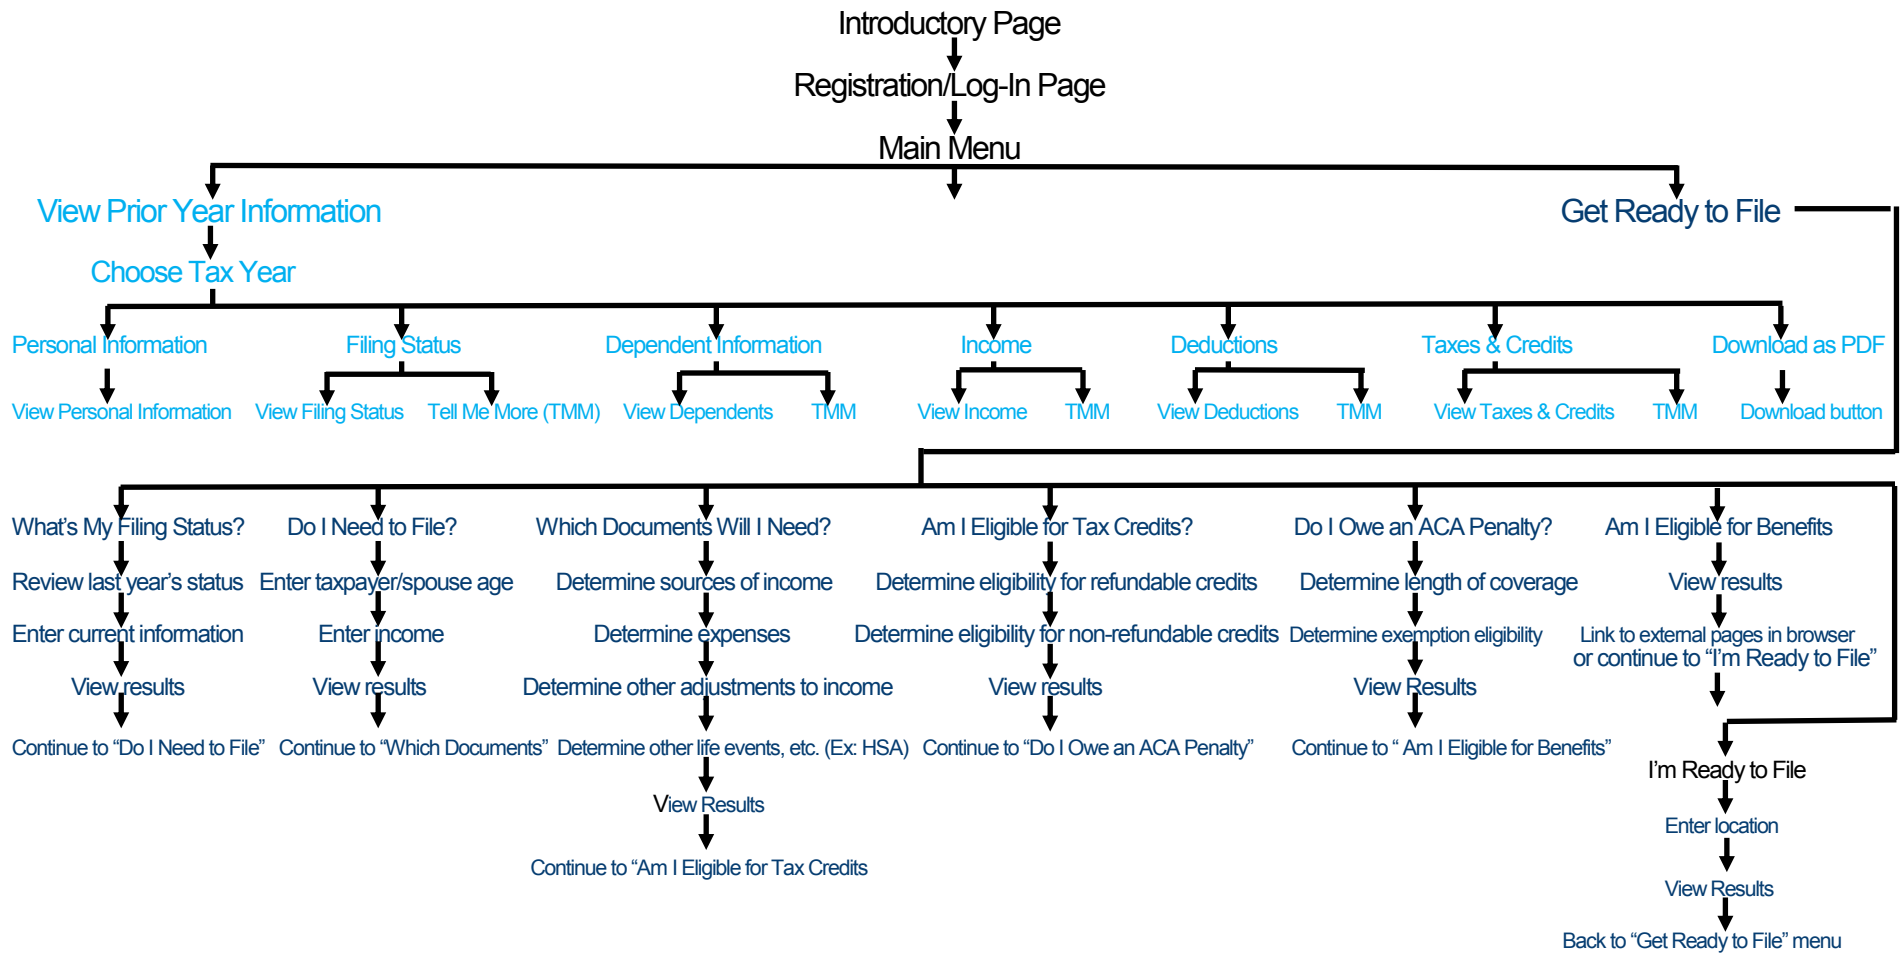 Introductory Page
Registration/Log-In Page
Main Menu
View Prior Year Information
Get Ready to File
Choose Tax Year
Personal Information
Filing Status
Dependent Information
Income
Deductions
Taxes & Credits
Download as PDF
View Personal Information
View Filing Status
Tell Me More (TMM)
View Dependents
TMM
View Income
TMM
View Deductions
TMM
View Taxes & Credits
TMM
Download button
What's My Filing Status?
Review last year's status
Enter current information
View results
Continue to “Do I Need to File”
Do I Need to File?
Enter taxpayer/spouse age
Enter income
View results
Continue to “Which Documents”
Which Documents Will I Need?
Determine sources of income
Determine expenses
Determine other adjustments to income
Determine other life events, etc. (Ex: HSA)
View Results
Continue to “Am I Eligible for Tax Credits
Am I Eligible for Tax Credits?
Determine eligibility for refundable credits
Determine eligibility for non-refundable credits
View results
Continue to “Do I Owe an ACA Penalty”
Do I Owe an ACA Penalty?
Determine length of coverage
Determine exemption eligibility
View Results
Continue to “ Am I Eligible for Benefits”
Am I Eligible for Benefits
View results
Link to external pages in browser
or continue to “I'm Ready to File”
I'm Ready to File
Enter location
View Results
Back to “Get Ready to File” menu